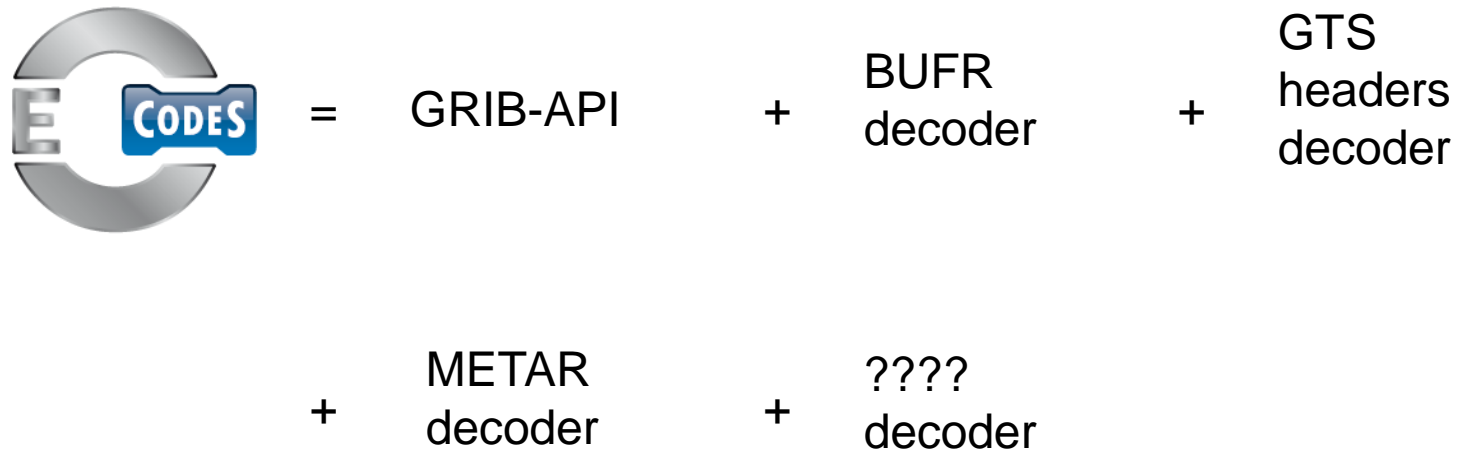 E CODES = GRIB-API + BUFR decoder + GTS headers decoder
+ METAR decoder + ???? decoder